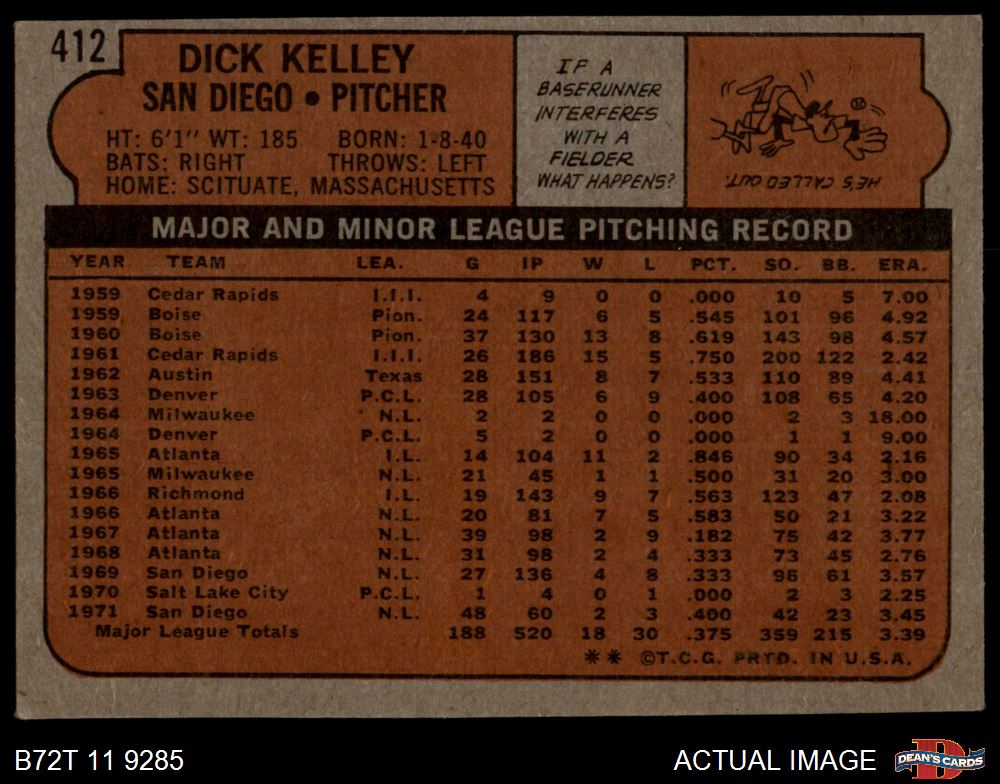 412
DICK KELLEY
SAN DIEGO • PITCHER
HT: 6'1" WT: 185 BORN: 1-8-40
BATS: RIGHT THROWS: LEFT
HOME: SCITUATE, MASSACHUSETTS
IF A
BASERUNNER
INTERFERES
WITH A
FIELDER
WHAT HAPPENS?
HE'S CALLED OUT.
MAJOR AND MINOR LEAGUE PITCHING RECORD
YEAR TEAM LEA. G IP W L PCT. SO. BB. ERA.
1959 Cedar Rapids I.I.I. 4 9 0 0 .000 10 5 7.00
1959 Boise Pion. 24 117 6 5 .545 101 96 4.92
1960 Boise Pion. 37 130 13 8 .619 143 98 4.57
1961 Cedar Rapids I.I.I. 26 186 15 5 .750 200 122 2.42
1962 Austin Texas 28 151 8 7 .533 110 89 4.41
1963 Denver P.C.L. 28 105 6 9 .400 108 65 4.20
1964 Milwaukee N.L. 2 2 0 0 .000 2 3 18.00
1964 Denver P.C.L. 5 2 0 0 .000 1 1 9.00
1965 Atlanta I.L. 14 104 11 2 .846 90 34 2.16
1965 Milwaukee N.L. 21 45 1 1 .500 31 20 3.00
1966 Richmond I.L. 19 143 9 7 .563 123 47 2.08
1966 Atlanta N.L. 20 81 7 5 .583 50 21 3.22
1967 Atlanta N.L. 39 98 2 9 .182 75 42 3.77
1968 Atlanta N.L. 31 98 2 4 .333 73 45 2.76
1969 San Diego N.L. 27 136 4 8 .333 96 61 3.57
1970 Salt Lake City P.C.L. 1 4 0 1 .000 2 3 2.25
1971 San Diego N.L. 48 60 2 3 .400 42 23 3.45
Major League Totals 188 520 18 30 .375 359 215 3.39
** ©T.C.G. PRTD. IN U.S.A.
B72T 11 9285
ACTUAL IMAGE
DEAN'S CARDS